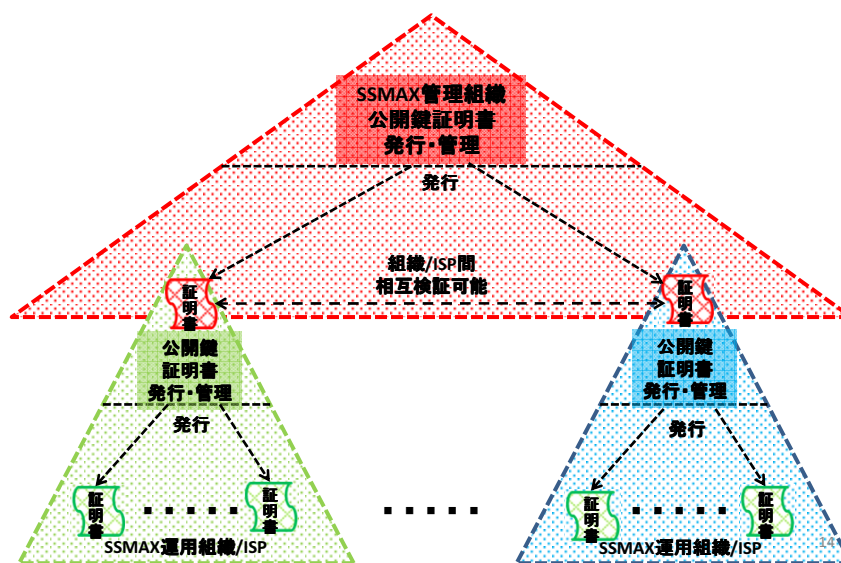 SSMAX管理組織
公開鍵証明書
発行・管理
発行
組織/ISP間
相互検証可能
証
明
書
証
明
書
公開鍵
証明書
発行・管理
発行
公開鍵
証明書
発行・管理
発行
証
明
書
証
明
書
証
明
書
証
明
書
SSMAX運用組織/ISP
SSMAX運用組織/ISP
14